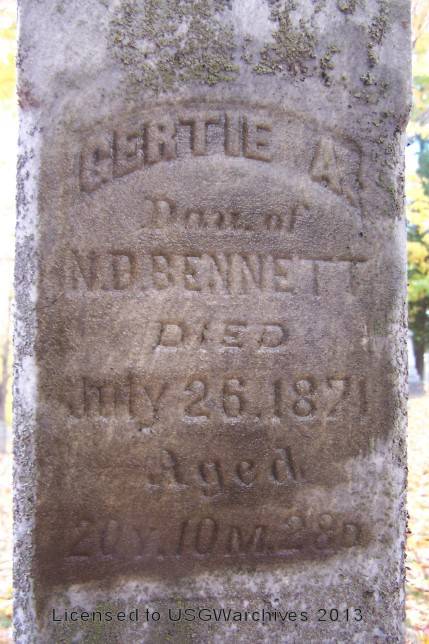 GERTIE A.
Dau. of
N.D. BENNETT
DIED
July 26, 1871
Aged
20Y. 10M. 28D
Licensed to USGWarchives 2013